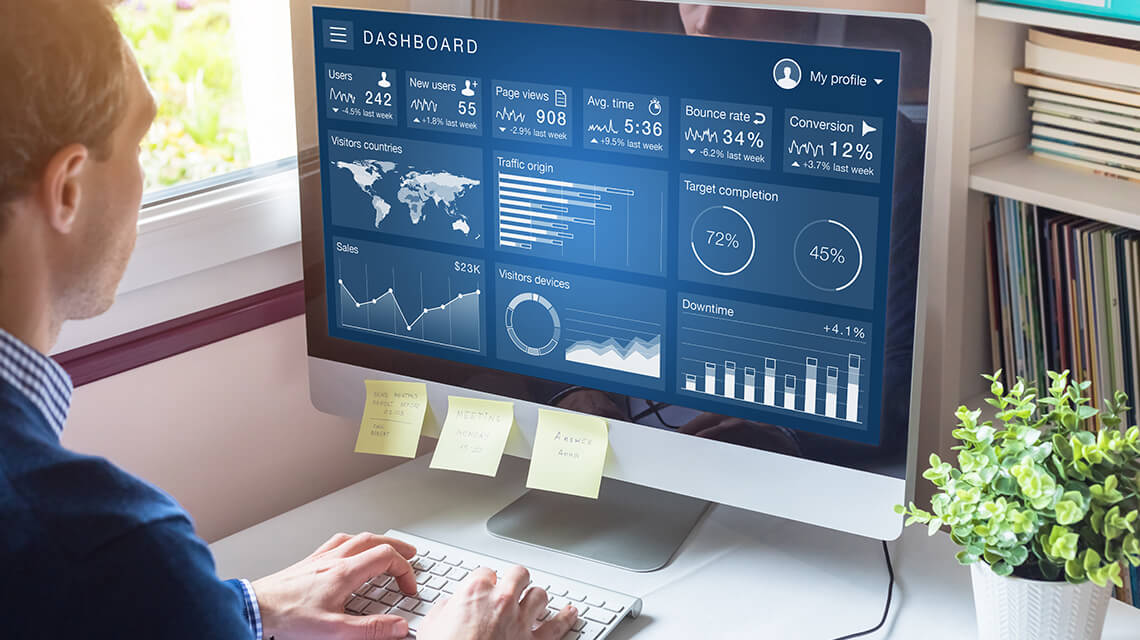 DASHBOARD
My profile
Users
242
-4.5% last week
New users
55
+1.8% last week
Page views
908
-2.9% last week
Avg. time
5:36
+9.5% last week
Bounce rate
34%
-6.2% last week
Conversion
12%
+3.7% last week
Visitors countries
Traffic origin
Target completion
72%
45%
Sales
$23K
Visitors devices
Downtime
+4.1%
MEETING
MONDAY
Answer
Anna